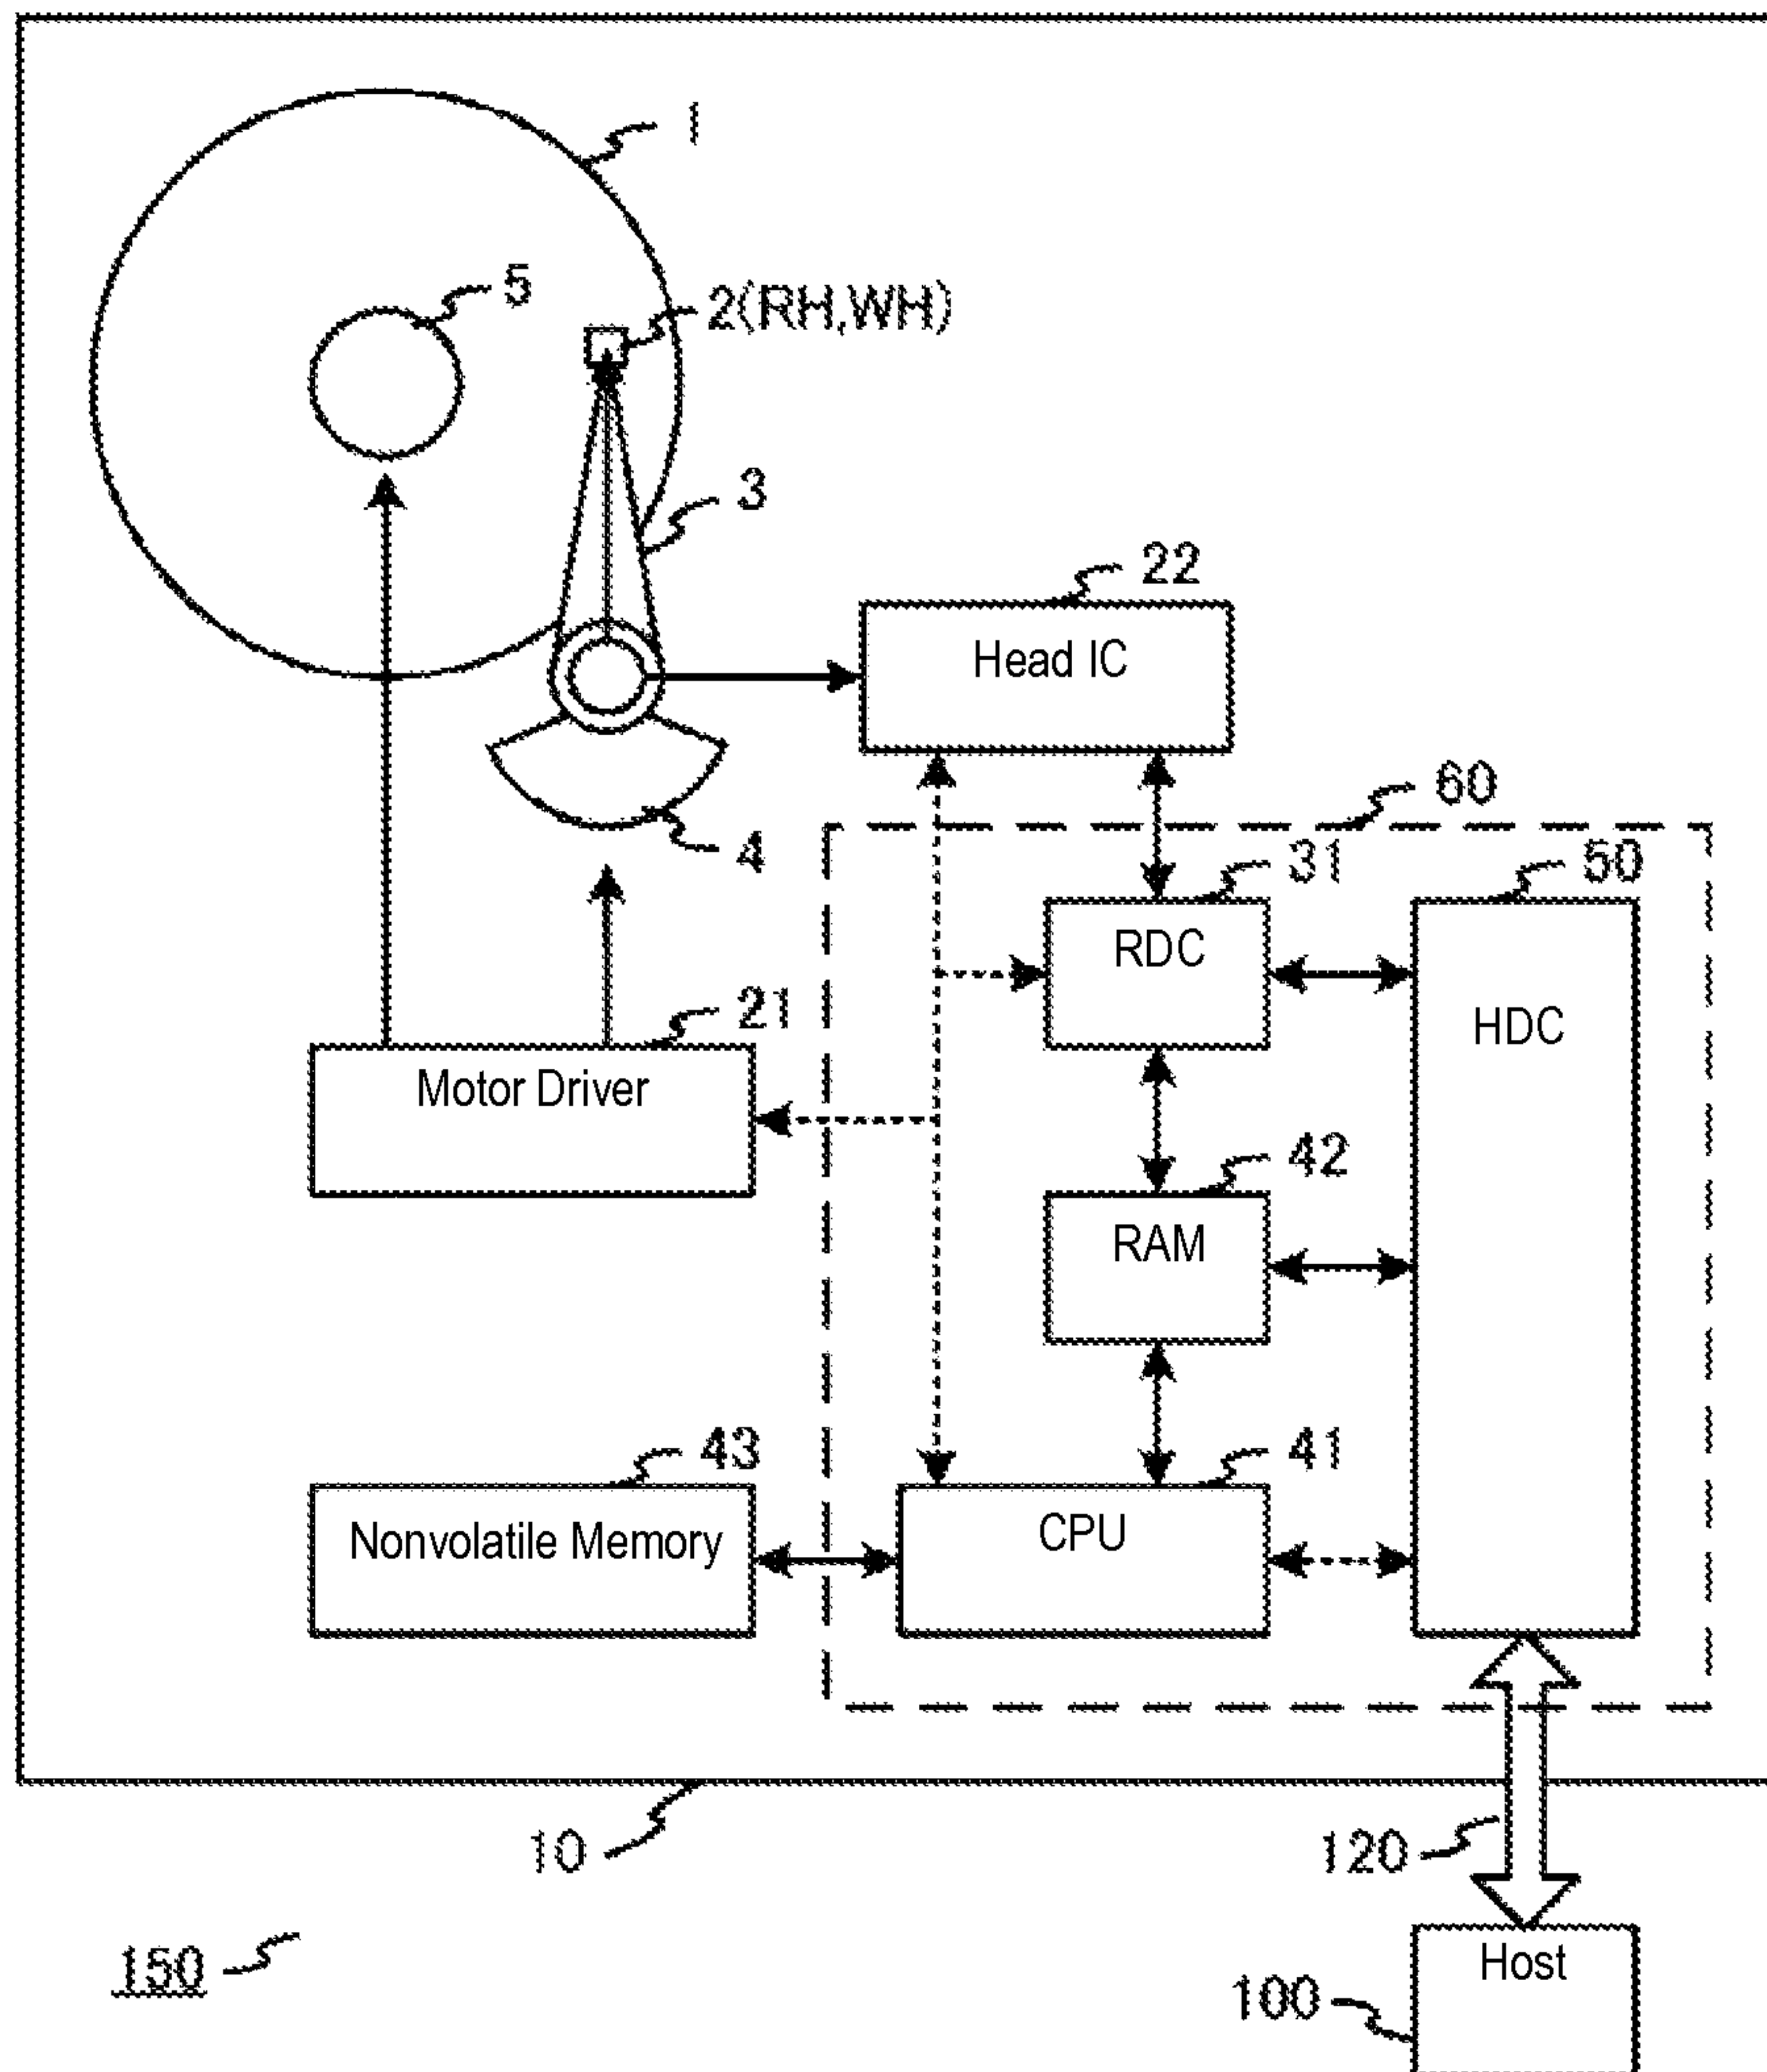 1
5
2(RH,WH)
3
22
Head IC
4
60
31
50
RDC
HDC
21
Motor Driver
42
RAM
43
41
Nonvolatile Memory
CPU
10
120
150
Host
100